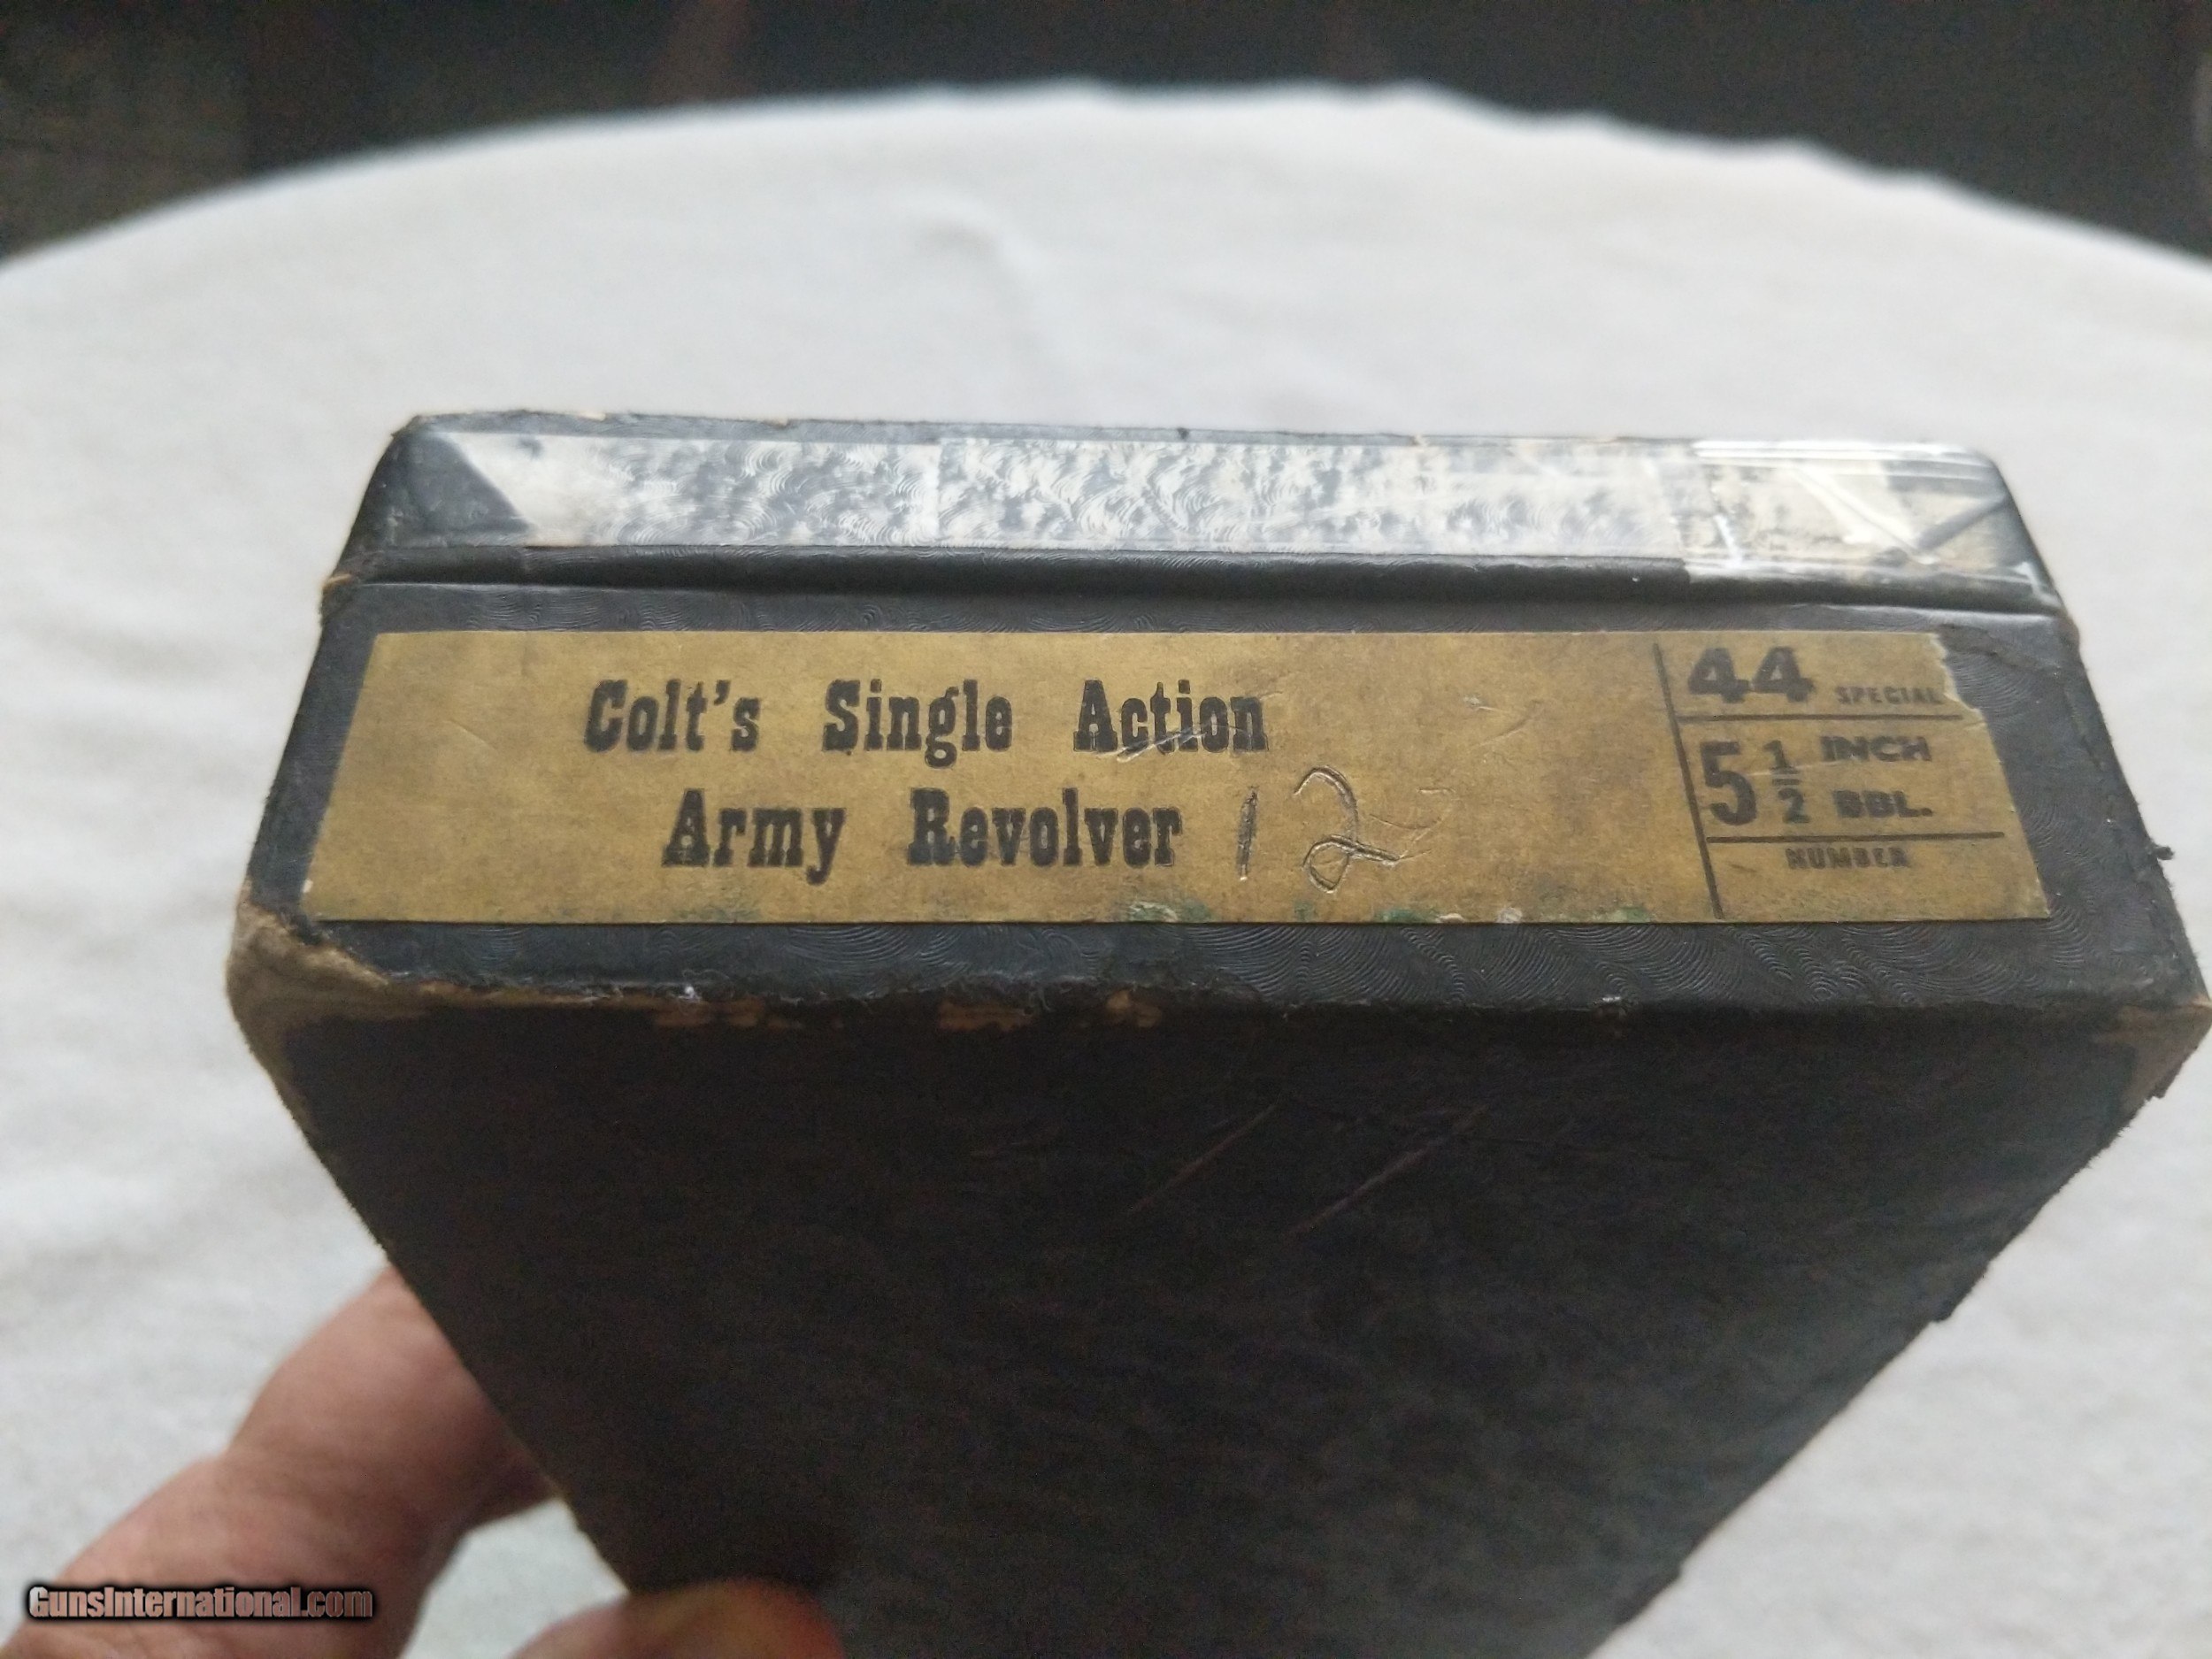 Colt's Single Action
Army Revolver 12
44 SPECIAL
5 1/2 INCH BBL.
NUMBER
GunsInternational.com